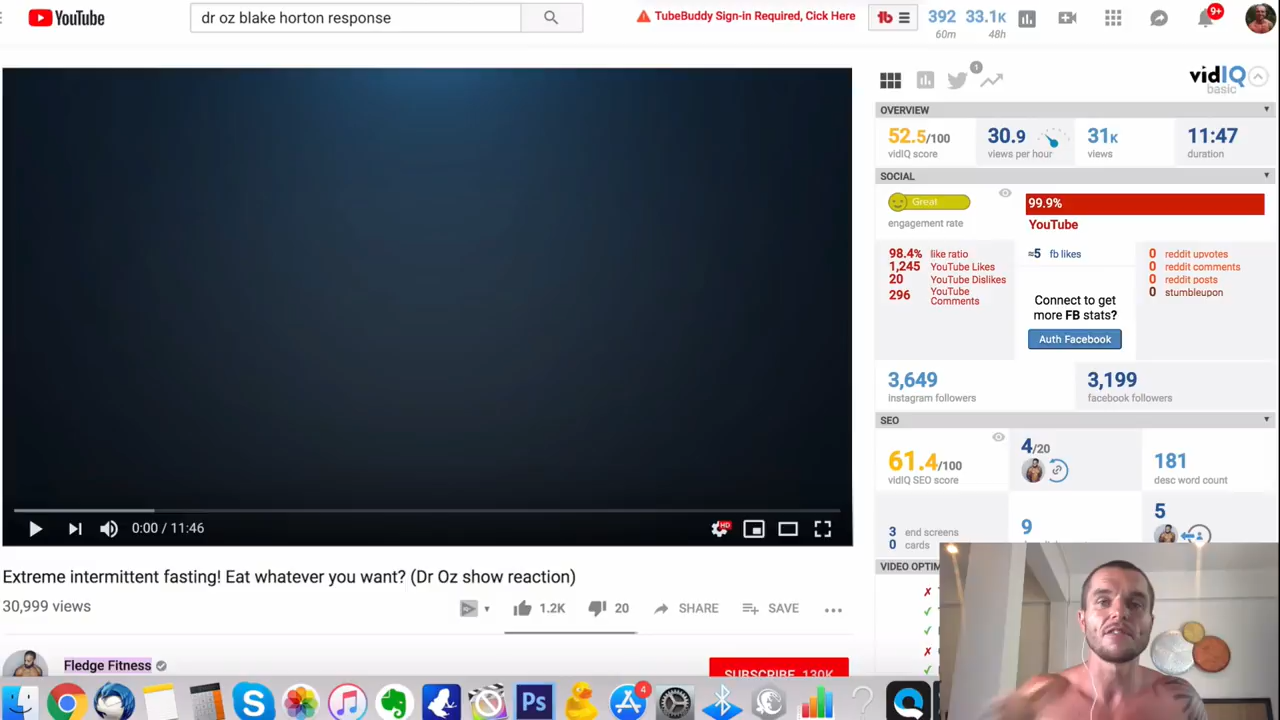 YouTube
dr oz blake horton response
TubeBuddy Sign-in Required, Click Here
tb
392
60m
33.1K
48h
9+
1
vidIQ
basic
OVERVIEW
52.5/100
vidIQ score
30.9
views per hour
31K
views
11:47
duration
SOCIAL
Great
engagement rate
99.9%
YouTube
98.4% like ratio
1,245 YouTube Likes
20 YouTube Dislikes
296 YouTube Comments
≈5 fb likes
Connect to get
more FB stats?
Auth Facebook
0 reddit upvotes
0 reddit comments
0 reddit posts
0 stumbleupon
3,649
instagram followers
3,199
facebook followers
SEO
61.4/100
vidIQ SEO score
4/20
181
desc word count
3 end screens
0 cards
9
5
0:00 / 11:46
HD
Extreme intermittent fasting! Eat whatever you want? (Dr Oz show reaction)
30,999 views
1.2K
20
SHARE
SAVE
VIDEO OPTIM
Fledge Fitness
SUBSCRIBE 130K
4
Ps